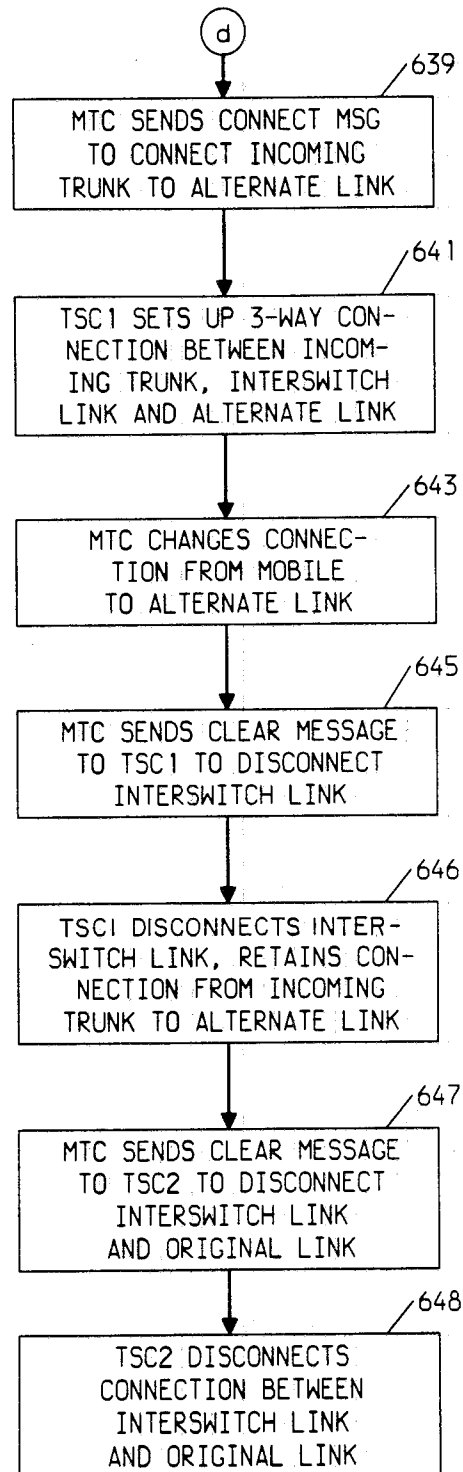 d
639
MTC SENDS CONNECT MSG
TO CONNECT INCOMING
TRUNK TO ALTERNATE LINK
641
TSC1 SETS UP 3-WAY CON-
NECTION BETWEEN INCOM-
ING TRUNK, INTERSWITCH
LINK AND ALTERNATE LINK
643
MTC CHANGES CONNEC-
TION FROM MOBILE
TO ALTERNATE LINK
645
MTC SENDS CLEAR MESSAGE
TO TSC1 TO DISCONNECT
INTERSWITCH LINK
646
TSC1 DISCONNECTS INTER-
SWITCH LINK, RETAINS CON-
NECTION FROM INCOMING
TRUNK TO ALTERNATE LINK
647
MTC SENDS CLEAR MESSAGE
TO TSC2 TO DISCONNECT
INTERSWITCH LINK
AND ORIGINAL LINK
648
TSC2 DISCONNECTS
CONNECTION BETWEEN
INTERSWITCH LINK
AND ORIGINAL LINK